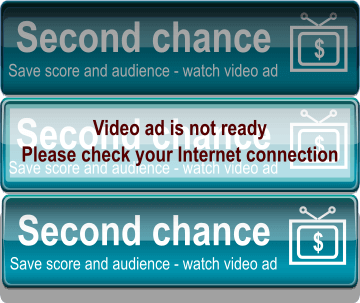 Second chance
$
Save score and audience - watch video ad
Second chance
$
Video ad is not ready
Please check your Internet connection
Save score and audience - watch video ad
Second chance
$
Save score and audience - watch video ad